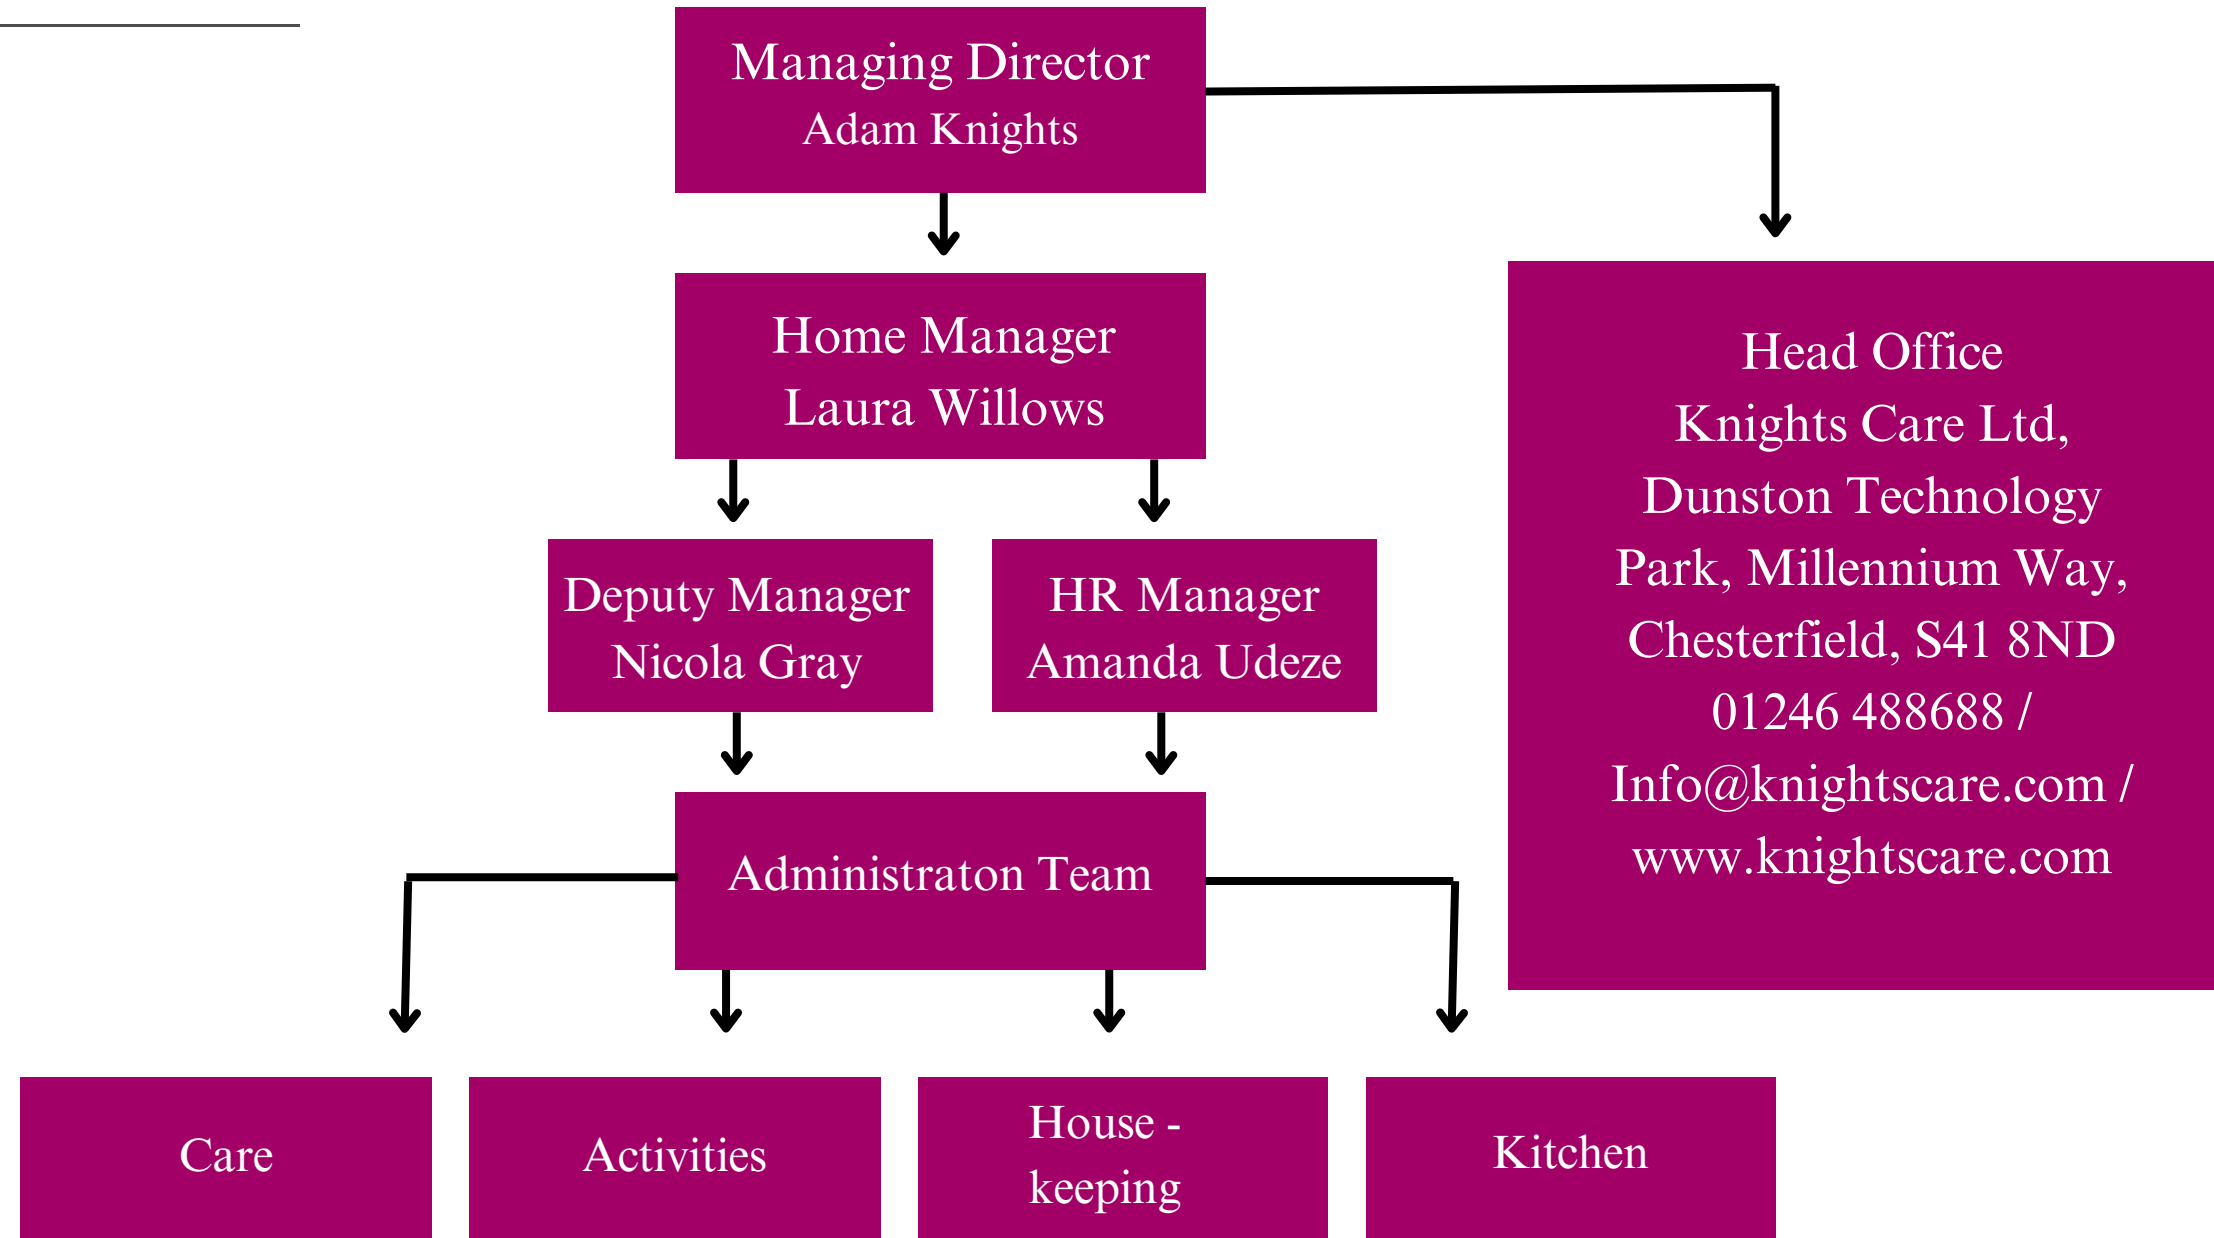 Managing Director
Adam Knights
Home Manager
Laura Willows
Head Office
Knights Care Ltd,
Dunston Technology
Park, Millennium Way,
Chesterfield, S41 8ND
01246 488688 /
Info@knightscare.com /
www.knightscare.com
Deputy Manager
Nicola Gray
HR Manager
Amanda Udeze
Administraton Team
Care
Activities
House -
keeping
Kitchen